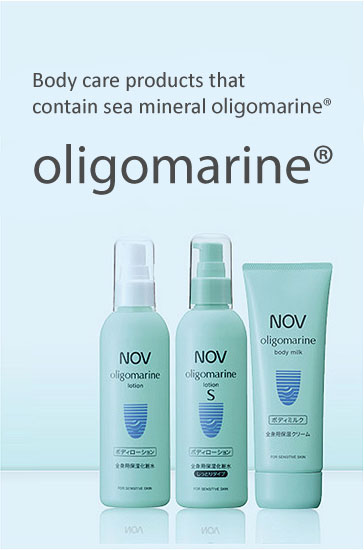 Body care products that
contain sea mineral oligomarine®
oligomarine®
NOV
oligomarine
lotion
ボディローション
全身用保湿化粧水
FOR SENSITIVE SKIN
NOV
oligomarine
lotion
S
ボディローション
全身用保湿化粧水
しっとりタイプ
FOR SENSITIVE SKIN
NOV
oligomarine
body milk
ボディミルク
全身用保湿クリーム
FOR SENSITIVE SKIN